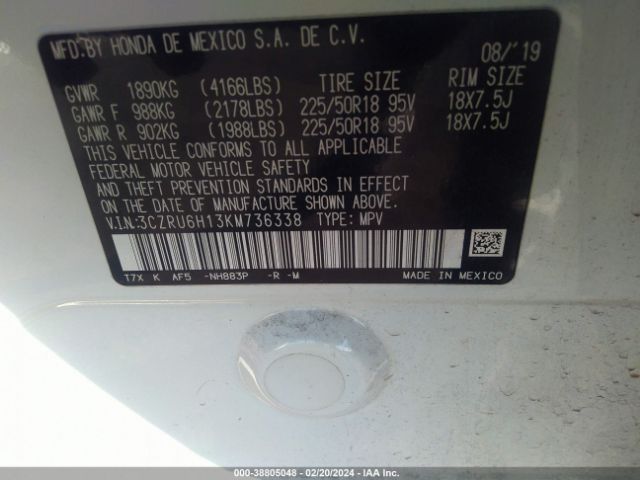 MFD.BY HONDA DE MEXICO S.A. DE C.V. 08/'19
GVWR 1890KG (4166LBS) TIRE SIZE RIM SIZE
GAWR F 988KG (2178LBS) 225/50R18 95V 18X7.5J
GAWR R 902KG (1988LBS) 225/50R18 95V 18X7.5J
THIS VEHICLE CONFORMS TO ALL APPLICABLE
FEDERAL MOTOR VEHICLE SAFETY
AND THEFT PREVENTION STANDARDS IN EFFECT
ON THE DATE OF MANUFACTURE SHOWN ABOVE.
V.I.N:3CZRU6H13KM736338 TYPE: MPV
T7X K AF5 -NH883P -R -M MADE IN MEXICO
000-38805048 - 02/20/2024 - IAA Inc.